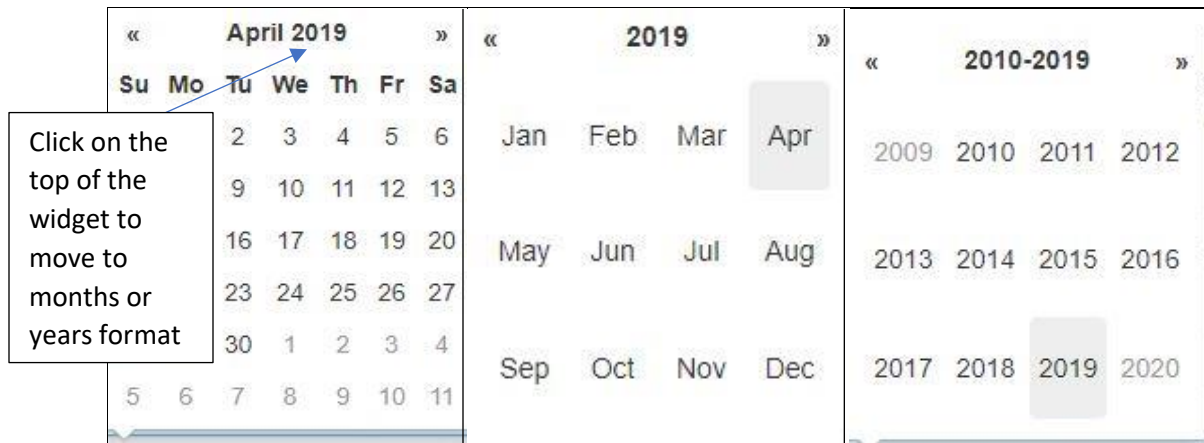 « April 2019 »
Su Mo Tu We Th Fr Sa
2 3 4 5 6
9 10 11 12 13
16 17 18 19 20
23 24 25 26 27
30 1 2 3 4
5 6 7 8 9 10 11
Click on the
top of the
widget to
move to
months or
years format
« 2019 »
Jan Feb Mar Apr
May Jun Jul Aug
Sep Oct Nov Dec
« 2010-2019 »
2009 2010 2011 2012
2013 2014 2015 2016
2017 2018 2019 2020